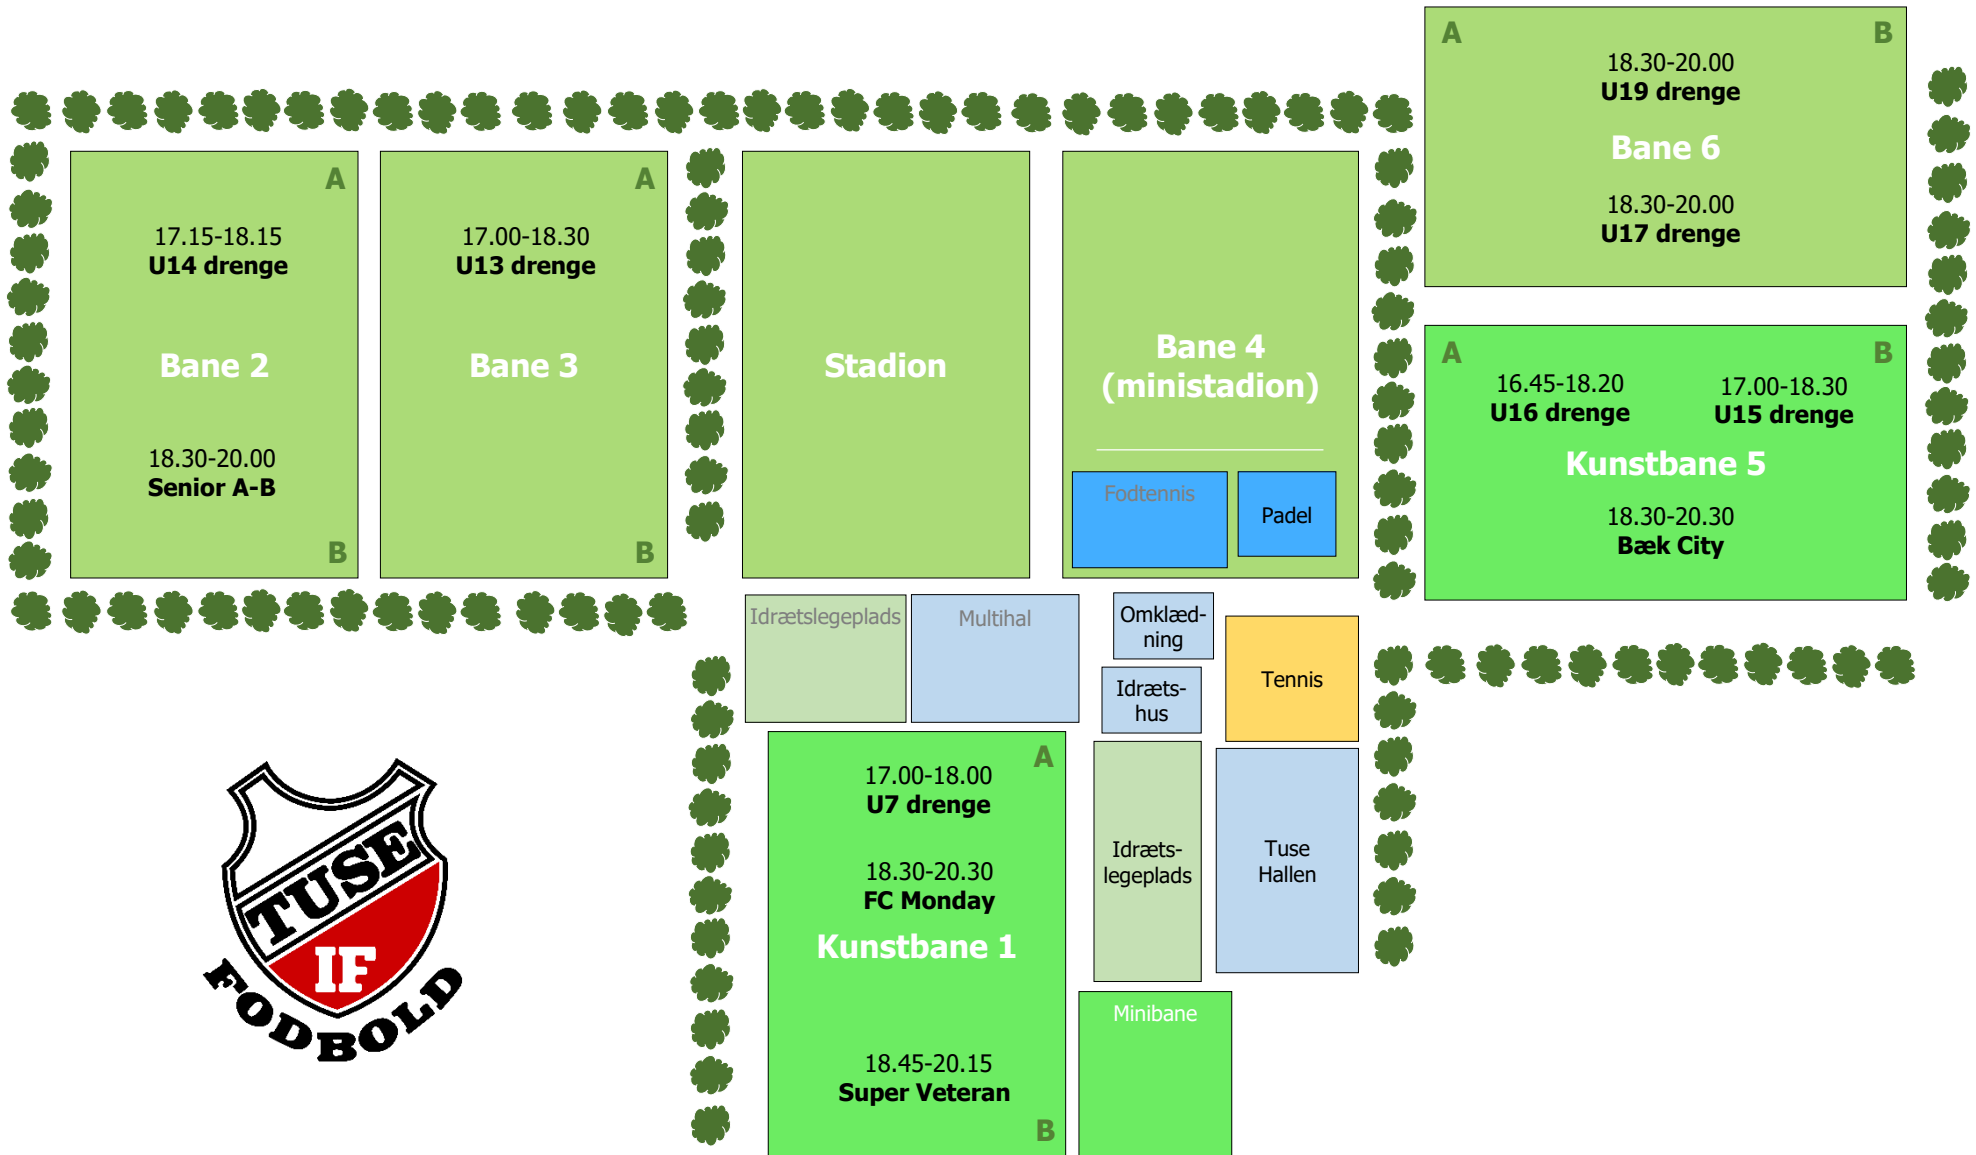 A
17.15-18.15
U14 drenge
Bane 2
18.30-20.00
Senior A-B
B
A
17.00-18.30
U13 drenge
Bane 3
B
Stadion
Bane 4
(ministadion)
Fodtennis
Padel
A
B
18.30-20.00
U19 drenge
Bane 6
18.30-20.00
U17 drenge
A
B
16.45-18.20
U16 drenge
17.00-18.30
U15 drenge
Kunstbane 5
18.30-20.30
Bæk City
Idrætslegeplads
Multihal
Omklæd-
ning
Idræts-
hus
Tennis
A
17.00-18.00
U7 drenge
18.30-20.30
FC Monday
Kunstbane 1
18.45-20.15
Super Veteran
B
Idræts-
legeplads
Tuse
Hallen
Minibane
TUSE
IF
FODBOLD